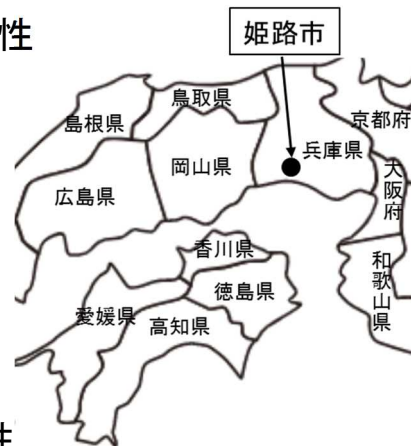 性
姫路市
鳥取県
島根県
京都府
兵庫県
岡山県
大阪府
広島県
香川県
和歌山県
徳島県
愛媛県
高知県
性